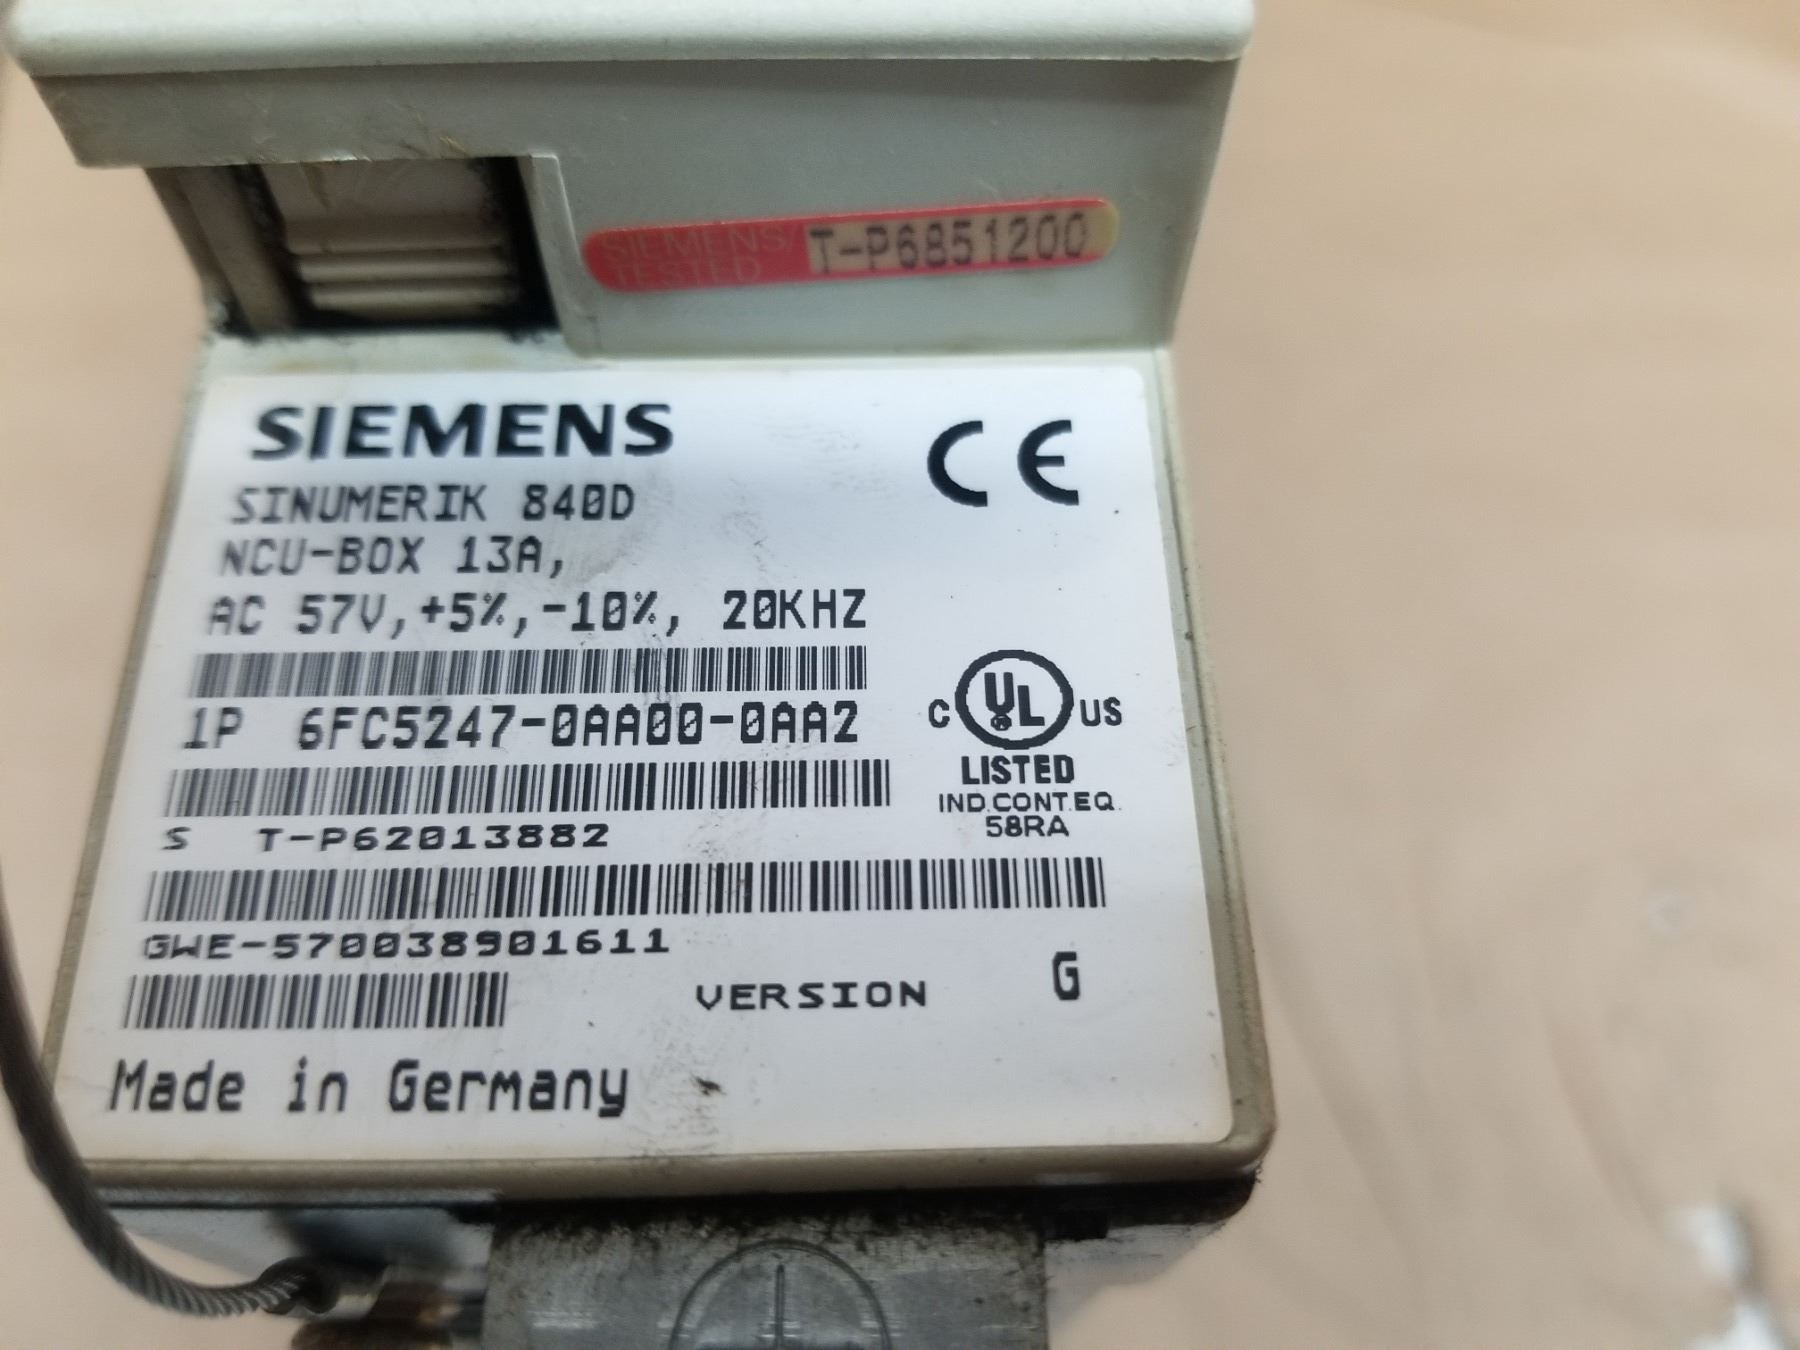 SIEMENS/ T-P6851200
TESTED
SIEMENS
CE
SINUMERIK 840D
NCU-BOX 13A,
AC 57V,+5%,-10%, 20KHZ
1P 6FC5247-0AA00-0AA2
C UL US
LISTED
IND.CONT.EQ.
58RA
S T-P62013882
GWE-570038901611
VERSION G
Made in Germany